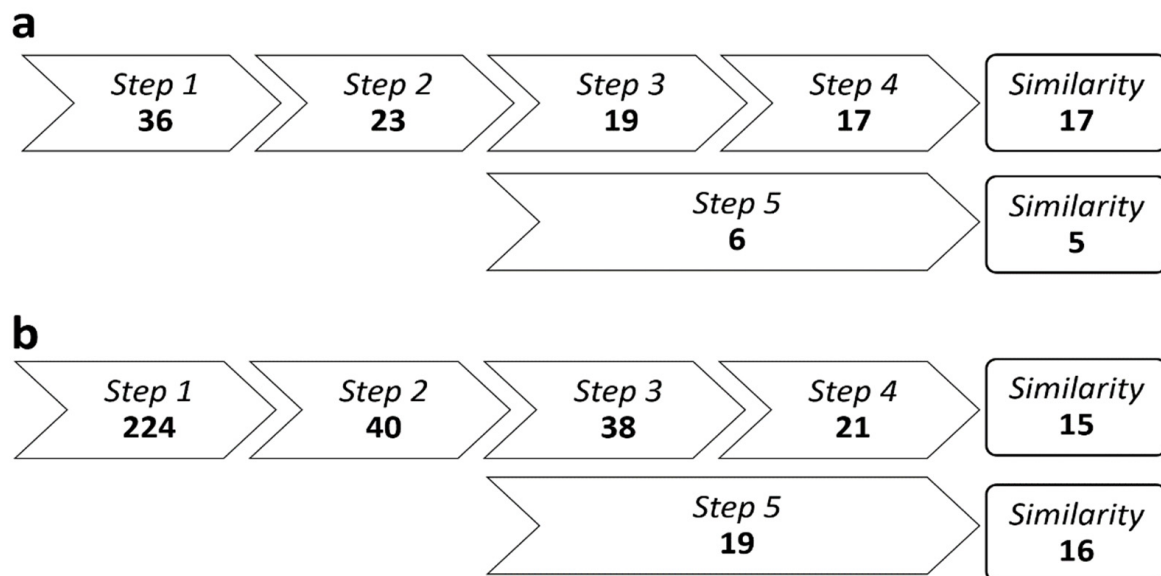 a
Step 1 Step 2 Step 3 Step 4 Similarity
36 23 19 17 17
Step 5 Similarity
6 5
b
Step 1 Step 2 Step 3 Step 4 Similarity
224 40 38 21 15
Step 5 Similarity
19 16